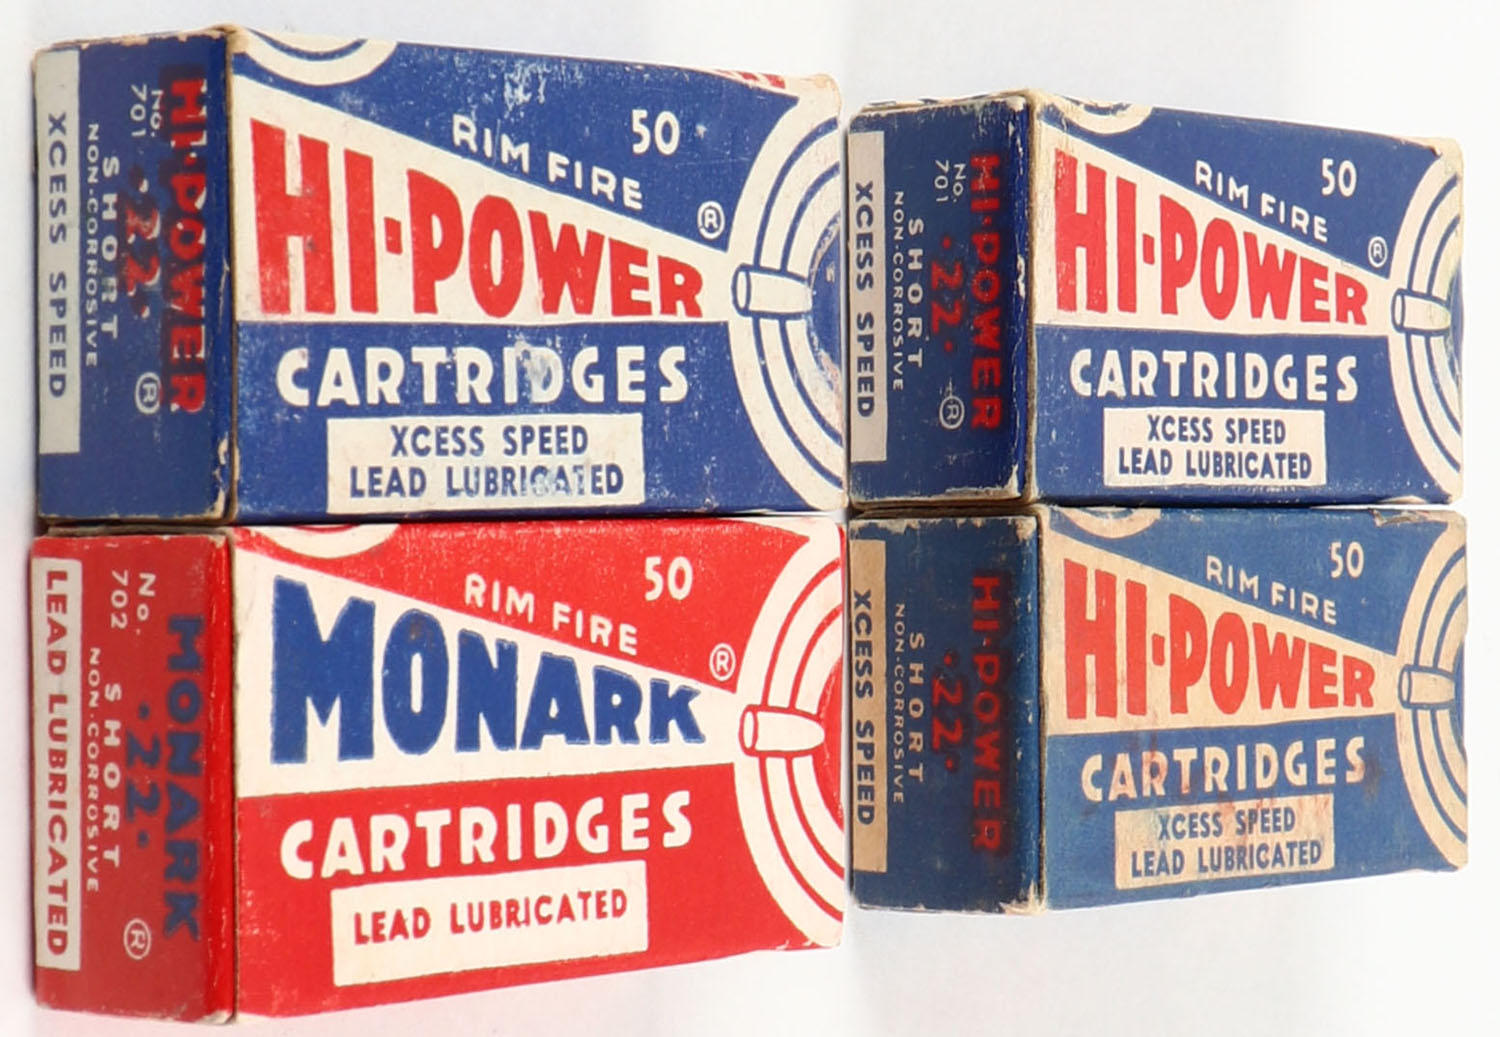 HI-POWER ®
No. 701
.22.
SHORT
NON-CORROSIVE
XCESS SPEED
50
RIM FIRE
HI-POWER ®
CARTRIDGES
XCESS SPEED
LEAD LUBRICATED
HI-POWER ®
No. 701
.22.
SHORT
NON-CORROSIVE
XCESS SPEED
50
RIM FIRE
HI-POWER ®
CARTRIDGES
XCESS SPEED
LEAD LUBRICATED
MONARK ®
No. 702
.22.
SHORT
NON-CORROSIVE
LEAD LUBRICATED
50
RIM FIRE
MONARK ®
CARTRIDGES
LEAD LUBRICATED
HI-POWER
.22.
SHORT
NON-CORROSIVE
XCESS SPEED
50
RIM FIRE
HI-POWER
CARTRIDGES
XCESS SPEED
LEAD LUBRICATED